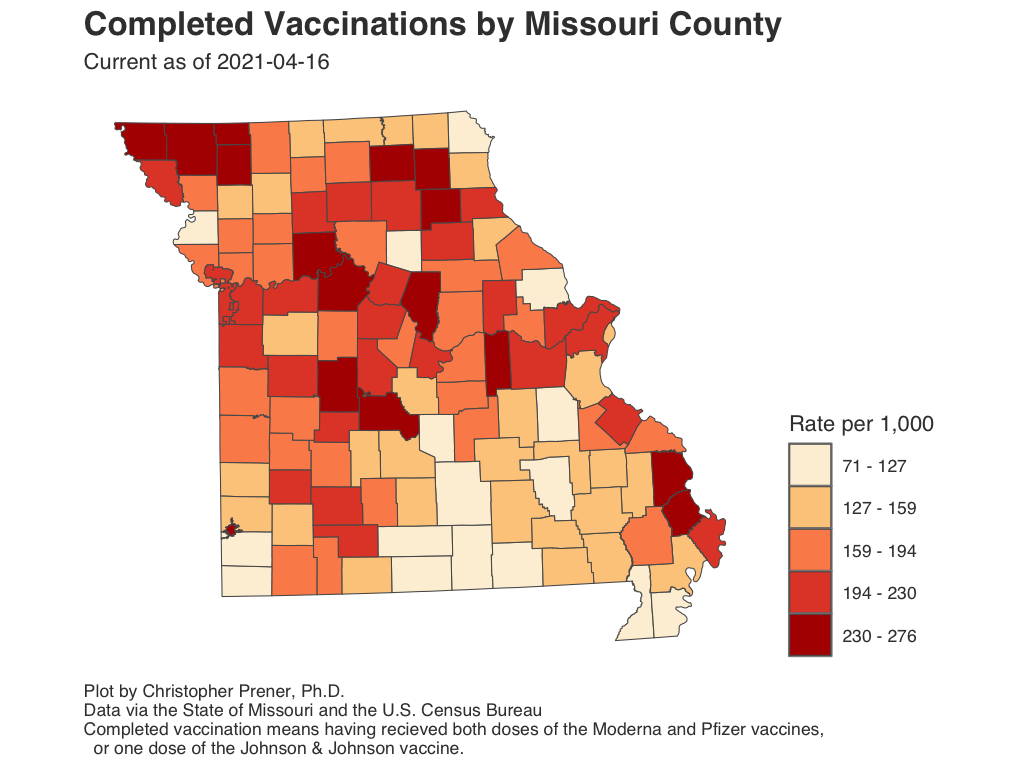 Completed Vaccinations by Missouri County
Current as of 2021-04-16
Rate per 1,000
71 - 127
127 - 159
159 - 194
194 - 230
230 - 276
Plot by Christopher Prener, Ph.D.
Data via the State of Missouri and the U.S. Census Bureau
Completed vaccination means having recieved both doses of the Moderna and Pfizer vaccines,
or one dose of the Johnson & Johnson vaccine.